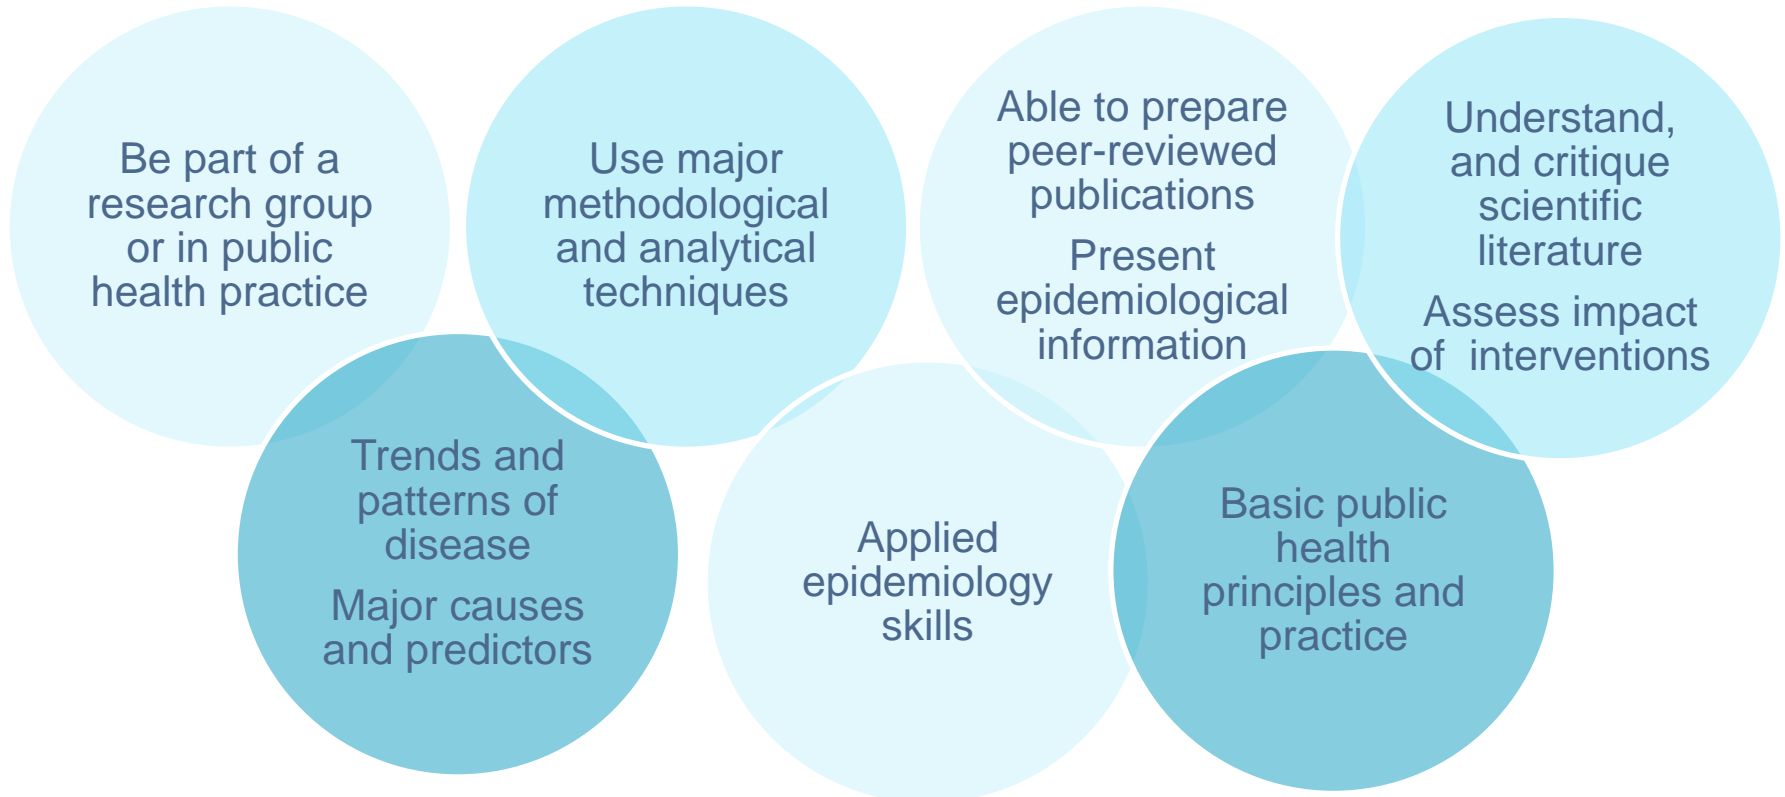 Be part of a
research group
or in public
health practice
Use major
methodological
and analytical
techniques
Able to prepare
peer-reviewed
publications
Present
epidemiological
information
Understand,
and critique
scientific
literature
Assess impact
of  interventions
Trends and
patterns of
disease
Major causes
and predictors
Applied
epidemiology
skills
Basic public
health
principles and
practice